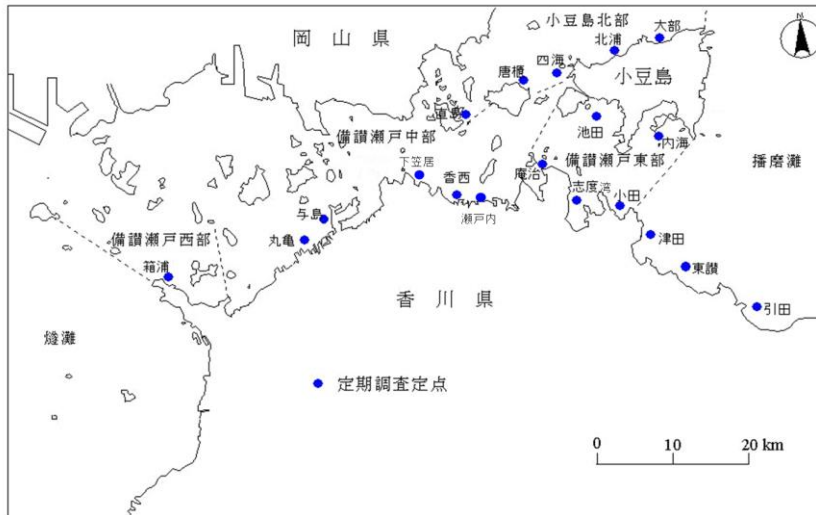 小豆島北部
大部
N
岡山県
北浦
四海
唐櫃
小豆島
直島
池田
備讃瀬戸中部
内海
下笠居
庵治
備讃瀬戸東部
播磨灘
香西
志度湾
小田
瀬戸内
与島
備讃瀬戸西部
丸亀
津田
東讃
箱浦
香川県
引田
燧灘
定期調査定点
0 10 20 km